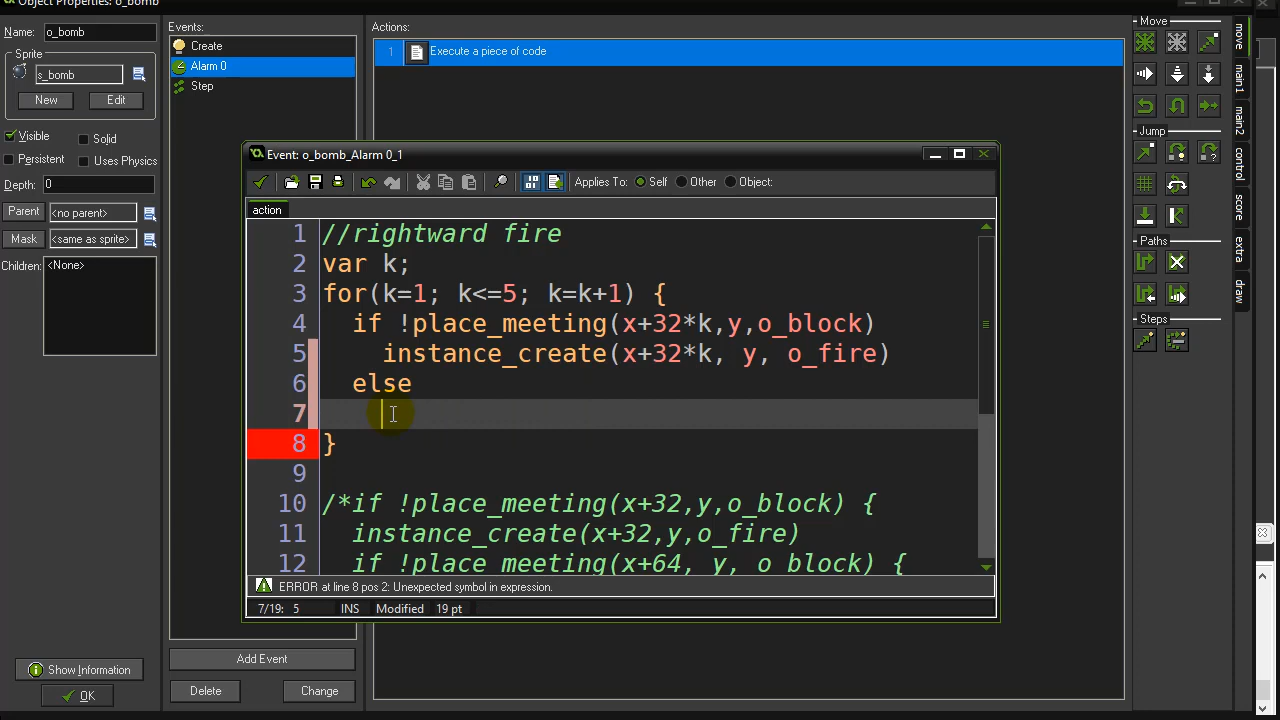 Object Properties: o_bomb
Name: o_bomb
Sprite
s_bomb
New Edit
Visible Solid
Persistent Uses Physics
Depth: 0
Parent <no parent>
Mask <same as sprite>
Children: <None>
Show Information
OK
Events:
Create
Alarm 0
Step
Add Event
Delete Change
Actions:
1 Execute a piece of code
Event: o_bomb_Alarm 0_1
Applies To: Self Other Object:
action
1 //rightward fire
2 var k;
3 for(k=1; k<=5; k=k+1) {
4 if !place_meeting(x+32*k,y,o_block)
5 instance_create(x+32*k, y, o_fire)
6 else
7
8 }
9
10 /*if !place_meeting(x+32,y,o_block) {
11 instance_create(x+32,y,o_fire)
12 if !place_meeting(x+64, y, o_block) {
ERROR at line 8 pos 2: Unexpected symbol in expression.
7/19: 5 INS Modified 19 pt
Move
Jump
Paths
Steps
move
main1
main2
control
score
extra
draw